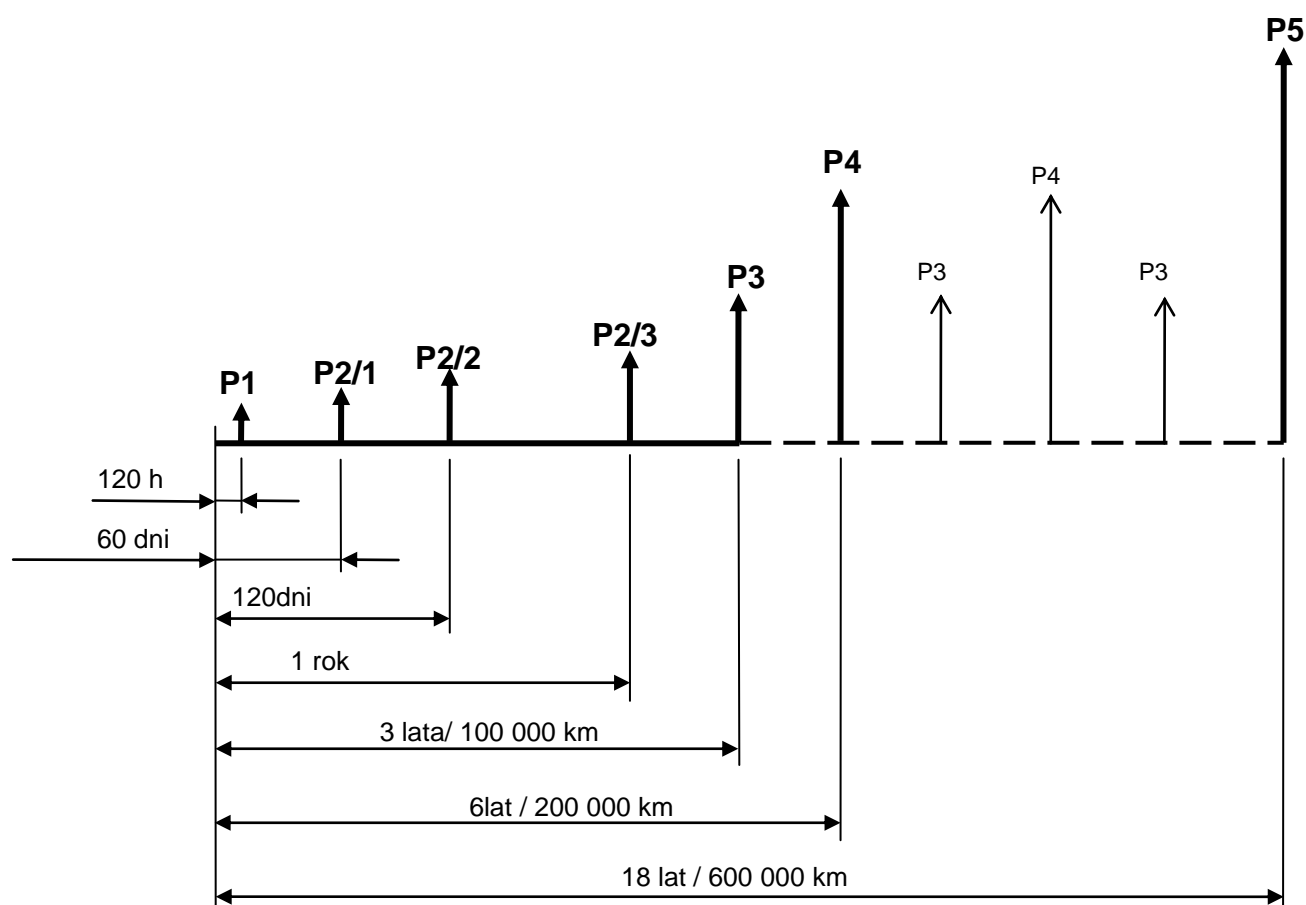 P5
P4
P4
P3
P3
P3
P2/3
P2/2
P2/1
P1
120 h
60 dni
120dni
1 rok
3 lata/ 100 000 km
6lat / 200 000 km
18 lat / 600 000 km